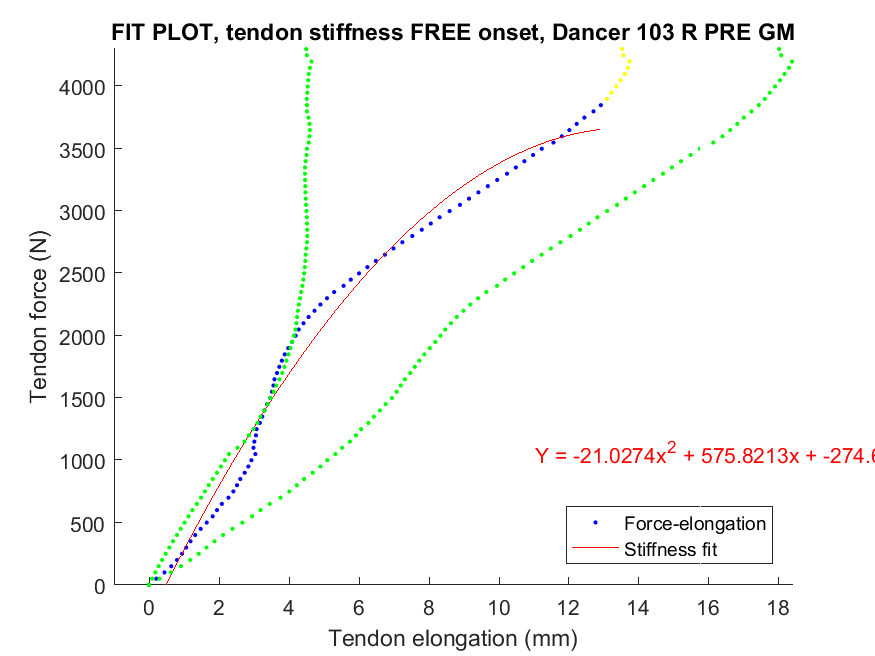 FIT PLOT, tendon stiffness FREE onset, Dancer 103 R PRE GM
4000
3500
3000
2500
2000
1500
1000
500
0
Tendon force (N)
Y = -21.0274x² + 575.8213x + -274.6
Force-elongation
Stiffness fit
0 2 4 6 8 10 12 14 16 18
Tendon elongation (mm)